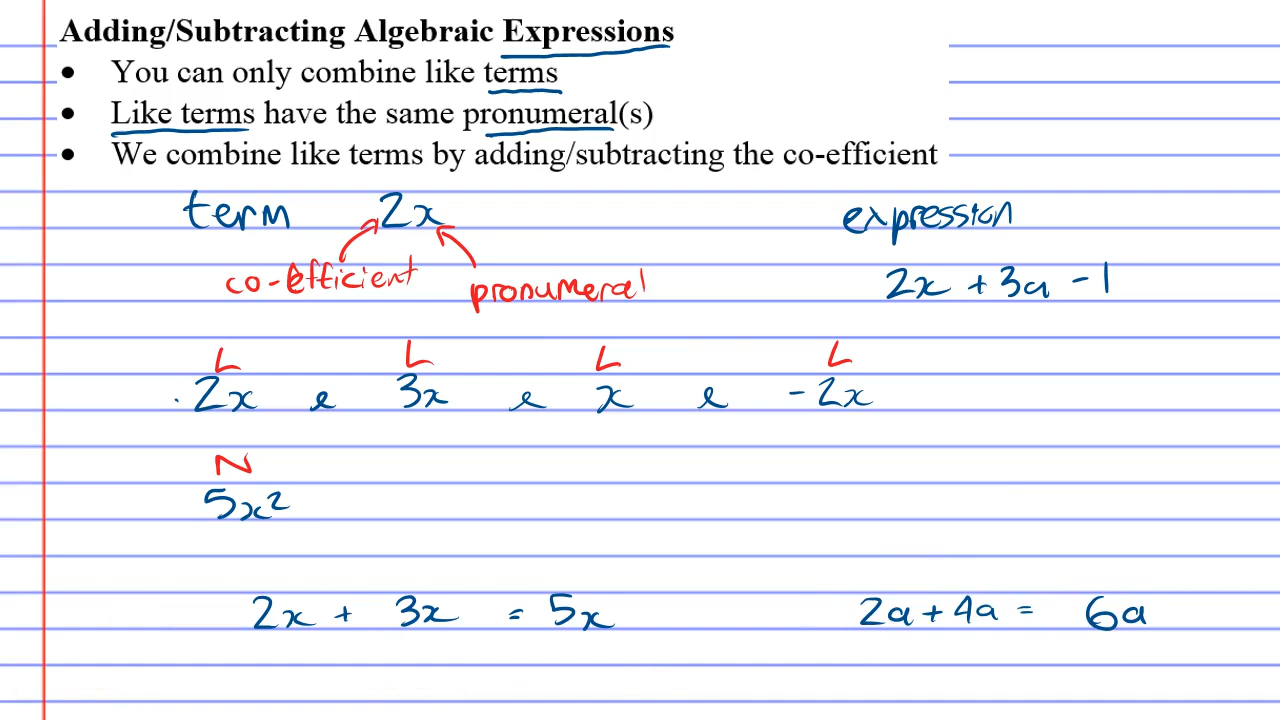 Adding/Subtracting Algebraic Expressions
• You can only combine like terms
• Like terms have the same pronumeral(s)
• We combine like terms by adding/subtracting the co-efficient
term 2x expression
co-efficient pronumeral 2x + 3a - 1
L L L L
2x e 3x e x e -2x
N
5x²
2x + 3x = 5x 2a + 4a = 6a